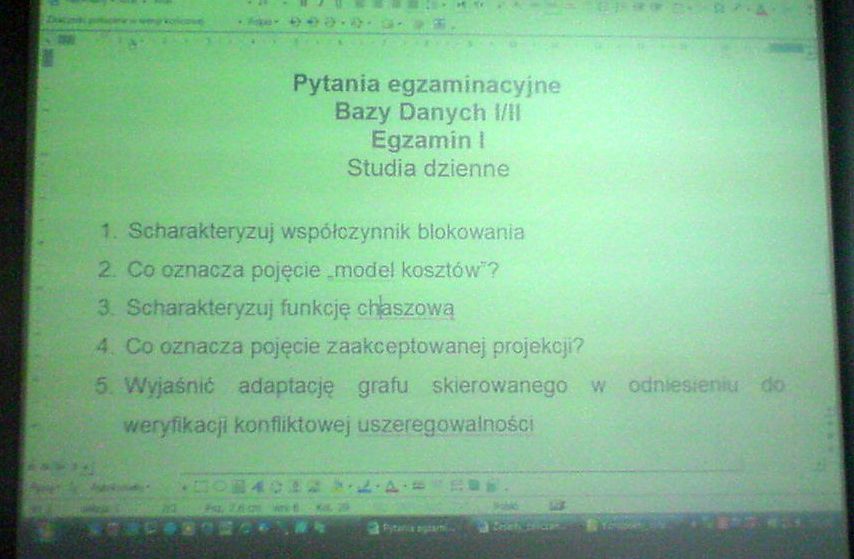 Pytania egzaminacyjne
Bazy Danych I/II
Egzamin I
Studia dzienne
1. Scharakteryzuj współczynnik blokowania
2. Co oznacza pojęcie „model kosztów”?
3. Scharakteryzuj funkcję chaszową
4. Co oznacza pojęcie zaakceptowanej projekcji?
5. Wyjaśnić adaptację grafu skierowanego w odniesieniu do
weryfikacji konfliktowej uszeregowalności
Pytania egzami...